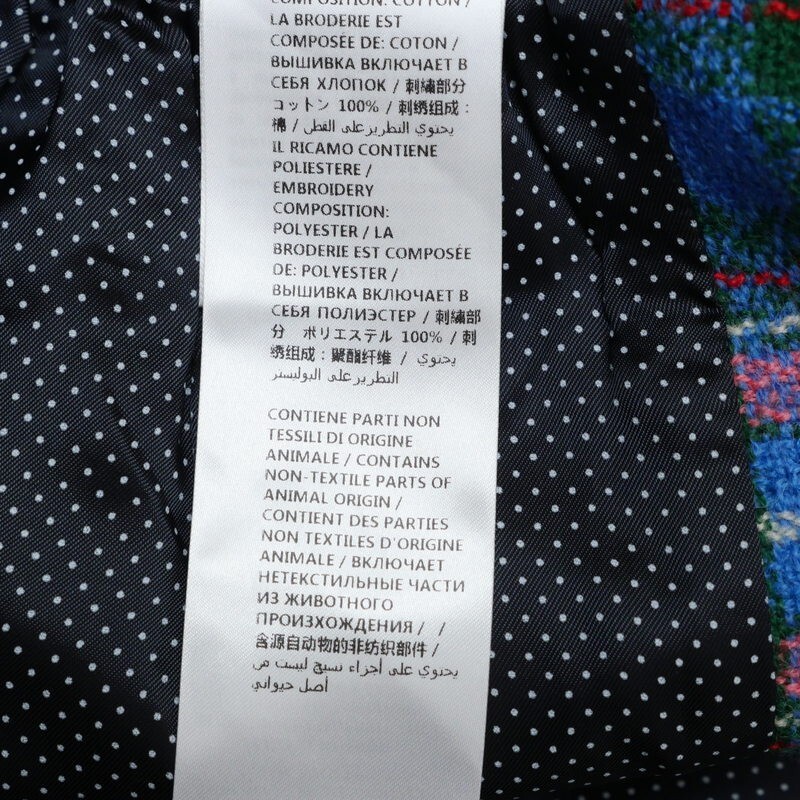 COMPOSITION: COTTON /
LA BRODERIE EST
COMPOSÉE DE: COTON /
ВЫШИВКА ВКЛЮЧАЕТ В
СЕБЯ ХЛОПОК / 刺繍部分
コットン 100% / 刺绣组成：
棉 / يحتوي التطريز على القطن
IL RICAMO CONTIENE
POLIESTERE /
EMBROIDERY
COMPOSITION:
POLYESTER / LA
BRODERIE EST COMPOSÉE
DE: POLYESTER /
ВЫШИВКА ВКЛЮЧАЕТ В
СЕБЯ ПОЛИЭСТЕР / 刺繍部
分 ポリエステル 100% / 刺
绣组成：聚酯纤维 / يحتوي
التطريز على البوليستر
CONTIENE PARTI NON
TESSILI DI ORIGINE
ANIMALE / CONTAINS
NON-TEXTILE PARTS OF
ANIMAL ORIGIN /
CONTIENT DES PARTIES
NON TEXTILES D'ORIGINE
ANIMALE / ВКЛЮЧАЕТ
НЕТЕКСТИЛЬНЫЕ ЧАСТИ
ИЗ ЖИВОТНОГО
ПРОИЗХОЖДЕНИЯ / /
含源自动物的非纺织部件 /
يحتوي على أجزاء نسيج ليست من
أصل حيواني